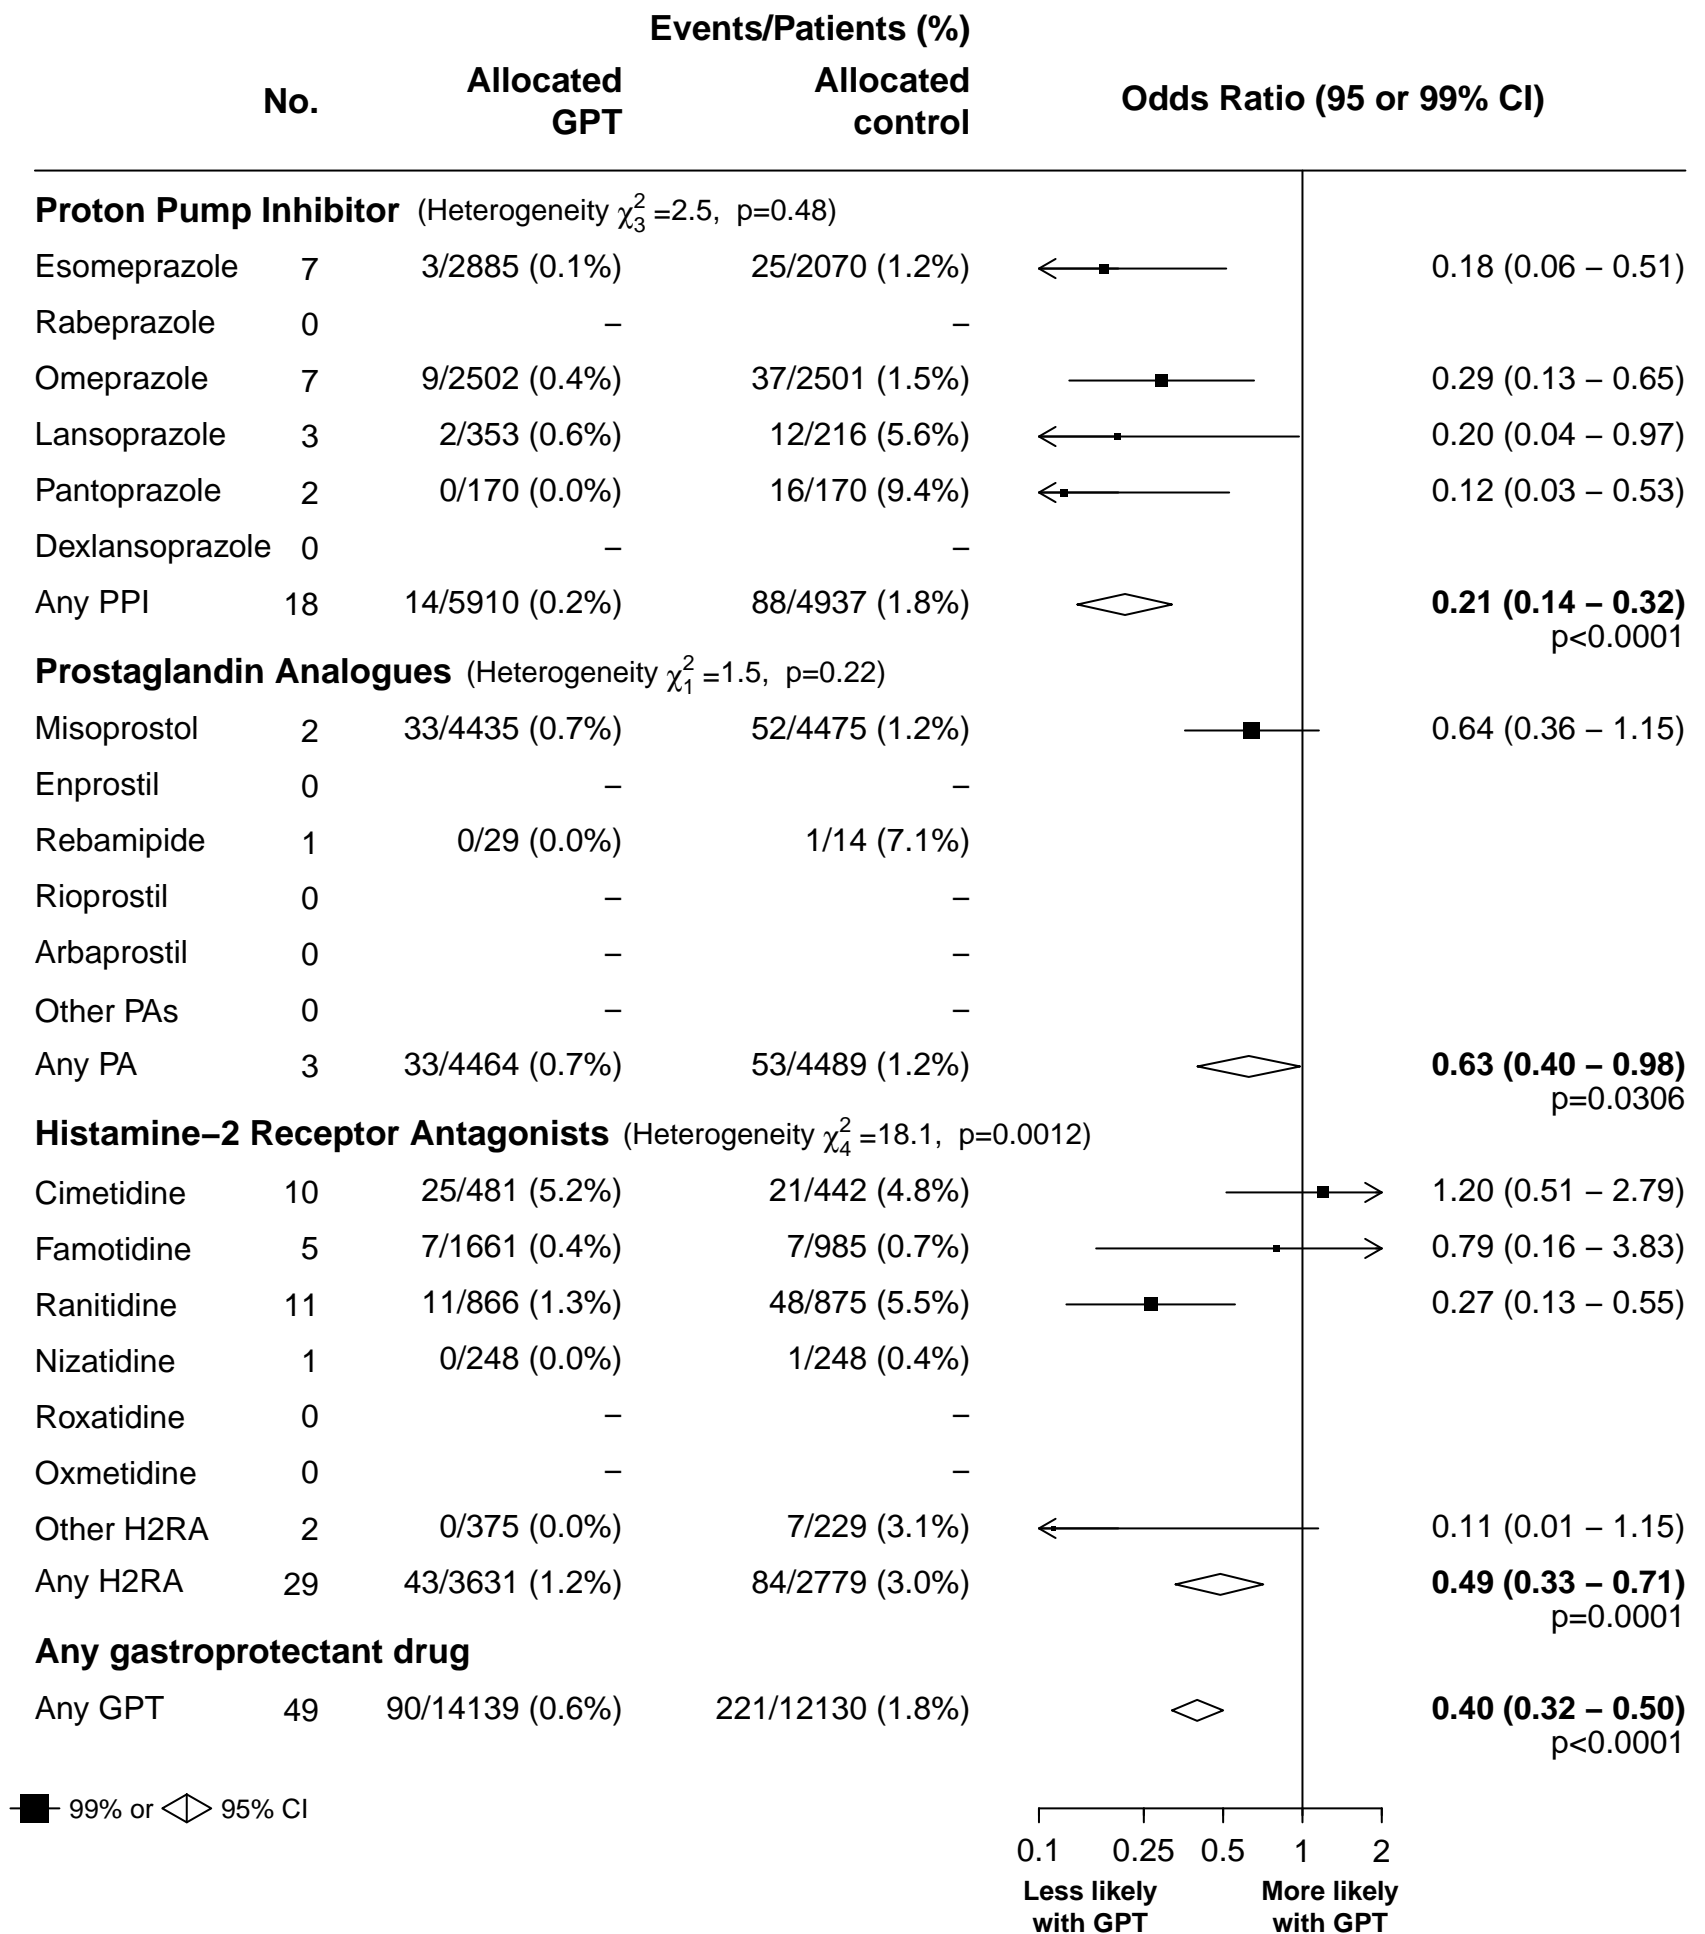 Events/Patients (%)
No. Allocated GPT Allocated control Odds Ratio (95 or 99% CI)
Proton Pump Inhibitor (Heterogeneity χ²₃ =2.5, p=0.48)
Esomeprazole 7 3/2885 (0.1%) 25/2070 (1.2%) 0.18 (0.06 – 0.51)
Rabeprazole 0 – –
Omeprazole 7 9/2502 (0.4%) 37/2501 (1.5%) 0.29 (0.13 – 0.65)
Lansoprazole 3 2/353 (0.6%) 12/216 (5.6%) 0.20 (0.04 – 0.97)
Pantoprazole 2 0/170 (0.0%) 16/170 (9.4%) 0.12 (0.03 – 0.53)
Dexlansoprazole 0 – –
Any PPI 18 14/5910 (0.2%) 88/4937 (1.8%) 0.21 (0.14 – 0.32)
p<0.0001
Prostaglandin Analogues (Heterogeneity χ²₁ =1.5, p=0.22)
Misoprostol 2 33/4435 (0.7%) 52/4475 (1.2%) 0.64 (0.36 – 1.15)
Enprostil 0 – –
Rebamipide 1 0/29 (0.0%) 1/14 (7.1%)
Rioprostil 0 – –
Arbaprostil 0 – –
Other PAs 0 – –
Any PA 3 33/4464 (0.7%) 53/4489 (1.2%) 0.63 (0.40 – 0.98)
p=0.0306
Histamine–2 Receptor Antagonists (Heterogeneity χ²₄ =18.1, p=0.0012)
Cimetidine 10 25/481 (5.2%) 21/442 (4.8%) 1.20 (0.51 – 2.79)
Famotidine 5 7/1661 (0.4%) 7/985 (0.7%) 0.79 (0.16 – 3.83)
Ranitidine 11 11/866 (1.3%) 48/875 (5.5%) 0.27 (0.13 – 0.55)
Nizatidine 1 0/248 (0.0%) 1/248 (0.4%)
Roxatidine 0 – –
Oxmetidine 0 – –
Other H2RA 2 0/375 (0.0%) 7/229 (3.1%) 0.11 (0.01 – 1.15)
Any H2RA 29 43/3631 (1.2%) 84/2779 (3.0%) 0.49 (0.33 – 0.71)
p=0.0001
Any gastroprotectant drug
Any GPT 49 90/14139 (0.6%) 221/12130 (1.8%) 0.40 (0.32 – 0.50)
p<0.0001
99% or 95% CI
0.1 0.25 0.5 1 2
Less likely with GPT More likely with GPT